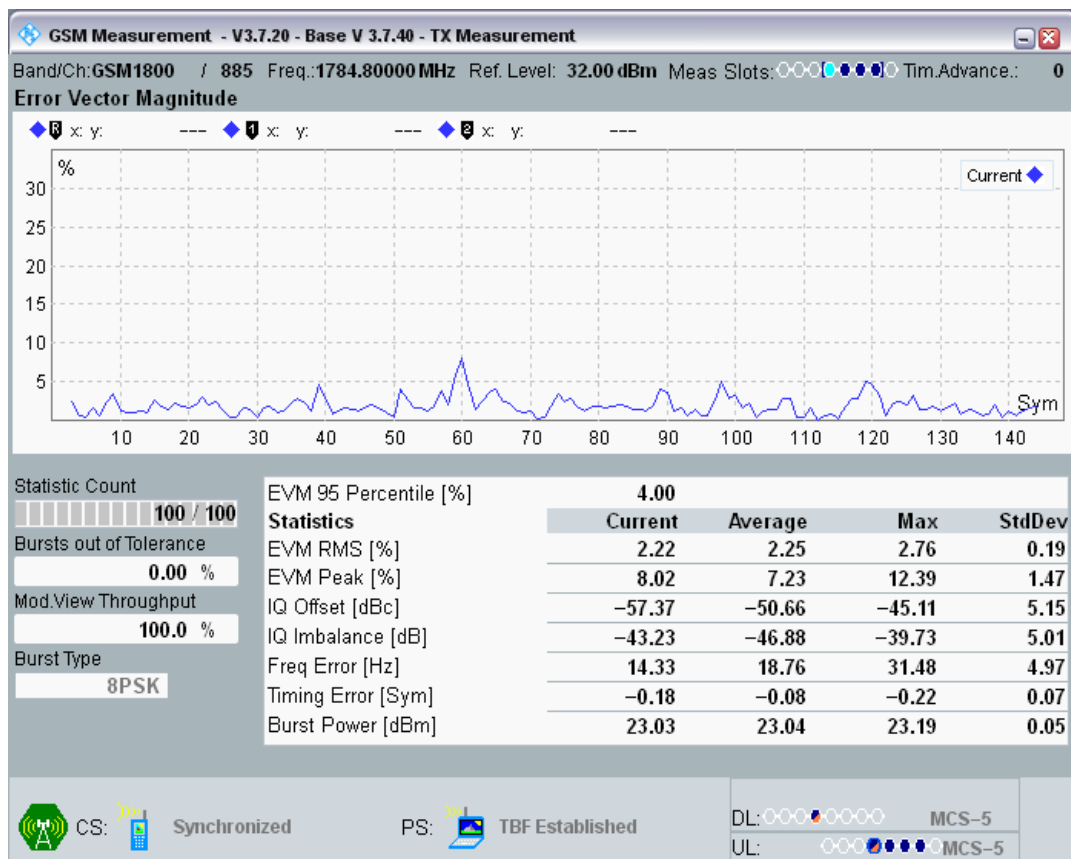 GSM Measurement - V3.7.20 - Base V 3.7.40 - TX Measurement
Band/Ch:GSM1800 / 885 Freq.:1784.80000 MHz Ref. Level: 32.00 dBm Meas Slots: Tim.Advance.: 0
Error Vector Magnitude
R x: y: --- 1 x: y: --- 2 x: y: ---
%
Current
30
25
20
15
10
5
Sym
10 20 30 40 50 60 70 80 90 100 110 120 130 140
Statistic Count
100 / 100
Bursts out of Tolerance
0.00 %
Mod.View Throughput
100.0 %
Burst Type
8PSK
EVM 95 Percentile [%] 4.00
Statistics Current Average Max StdDev
EVM RMS [%] 2.22 2.25 2.76 0.19
EVM Peak [%] 8.02 7.23 12.39 1.47
IQ Offset [dBc] −57.37 −50.66 −45.11 5.15
IQ Imbalance [dB] −43.23 −46.88 −39.73 5.01
Freq Error [Hz] 14.33 18.76 31.48 4.97
Timing Error [Sym] −0.18 −0.08 −0.22 0.07
Burst Power [dBm] 23.03 23.04 23.19 0.05
CS: Synchronized PS: TBF Established
DL: MCS−5
UL: MCS−5